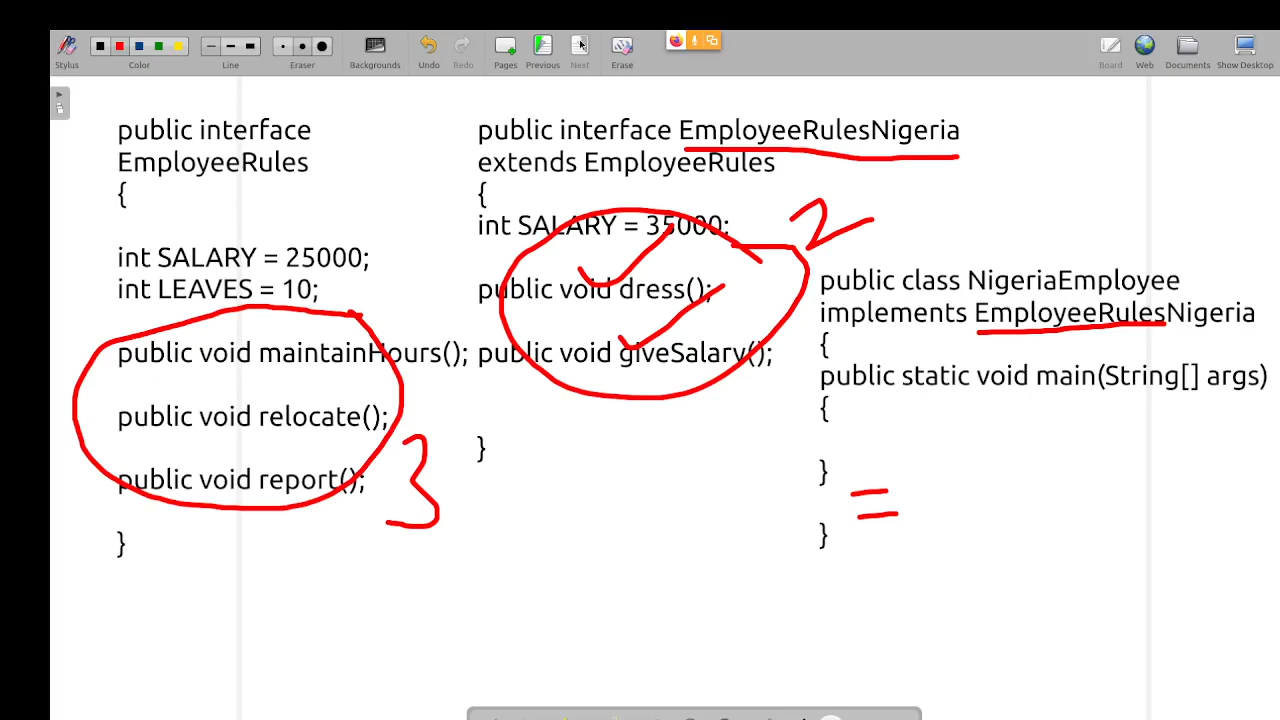 Stylus
Color
Line
Eraser
Backgrounds
Undo
Redo
Pages
Previous
Next
Erase
Board
Web
Documents
Show Desktop
public interface
EmployeeRules
{
int SALARY = 25000;
int LEAVES = 10;
public void maintainHours();
public void relocate();
public void report();
}
3
public interface EmployeeRulesNigeria
extends EmployeeRules
{
int SALARY = 35000;
public void dress();
public void giveSalary();
}
2
public class NigeriaEmployee
implements EmployeeRulesNigeria
{
public static void main(String[] args)
{
}
=
}